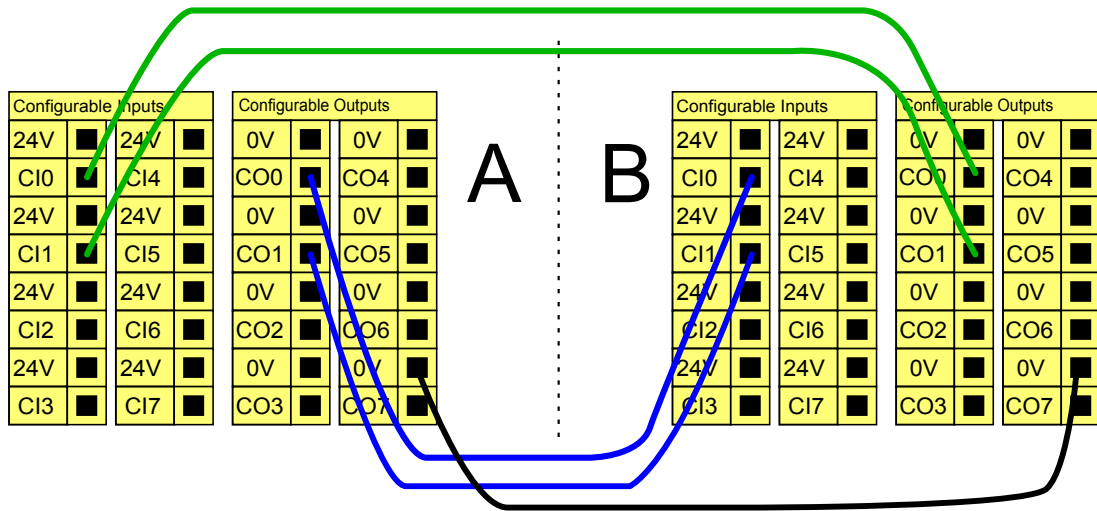 Configurable Inputs
24V 24V
CI0 CI4
24V 24V
CI1 CI5
24V 24V
CI2 CI6
24V 24V
CI3 CI7
Configurable Outputs
0V 0V
CO0 CO4
0V 0V
CO1 CO5
0V 0V
CO2 CO6
0V 0V
CO3 CO7
A
B
Configurable Inputs
24V 24V
CI0 CI4
24V 24V
CI1 CI5
24V 24V
CI2 CI6
24V 24V
CI3 CI7
Configurable Outputs
0V 0V
CO0 CO4
0V 0V
CO1 CO5
0V 0V
CO2 CO6
0V 0V
CO3 CO7